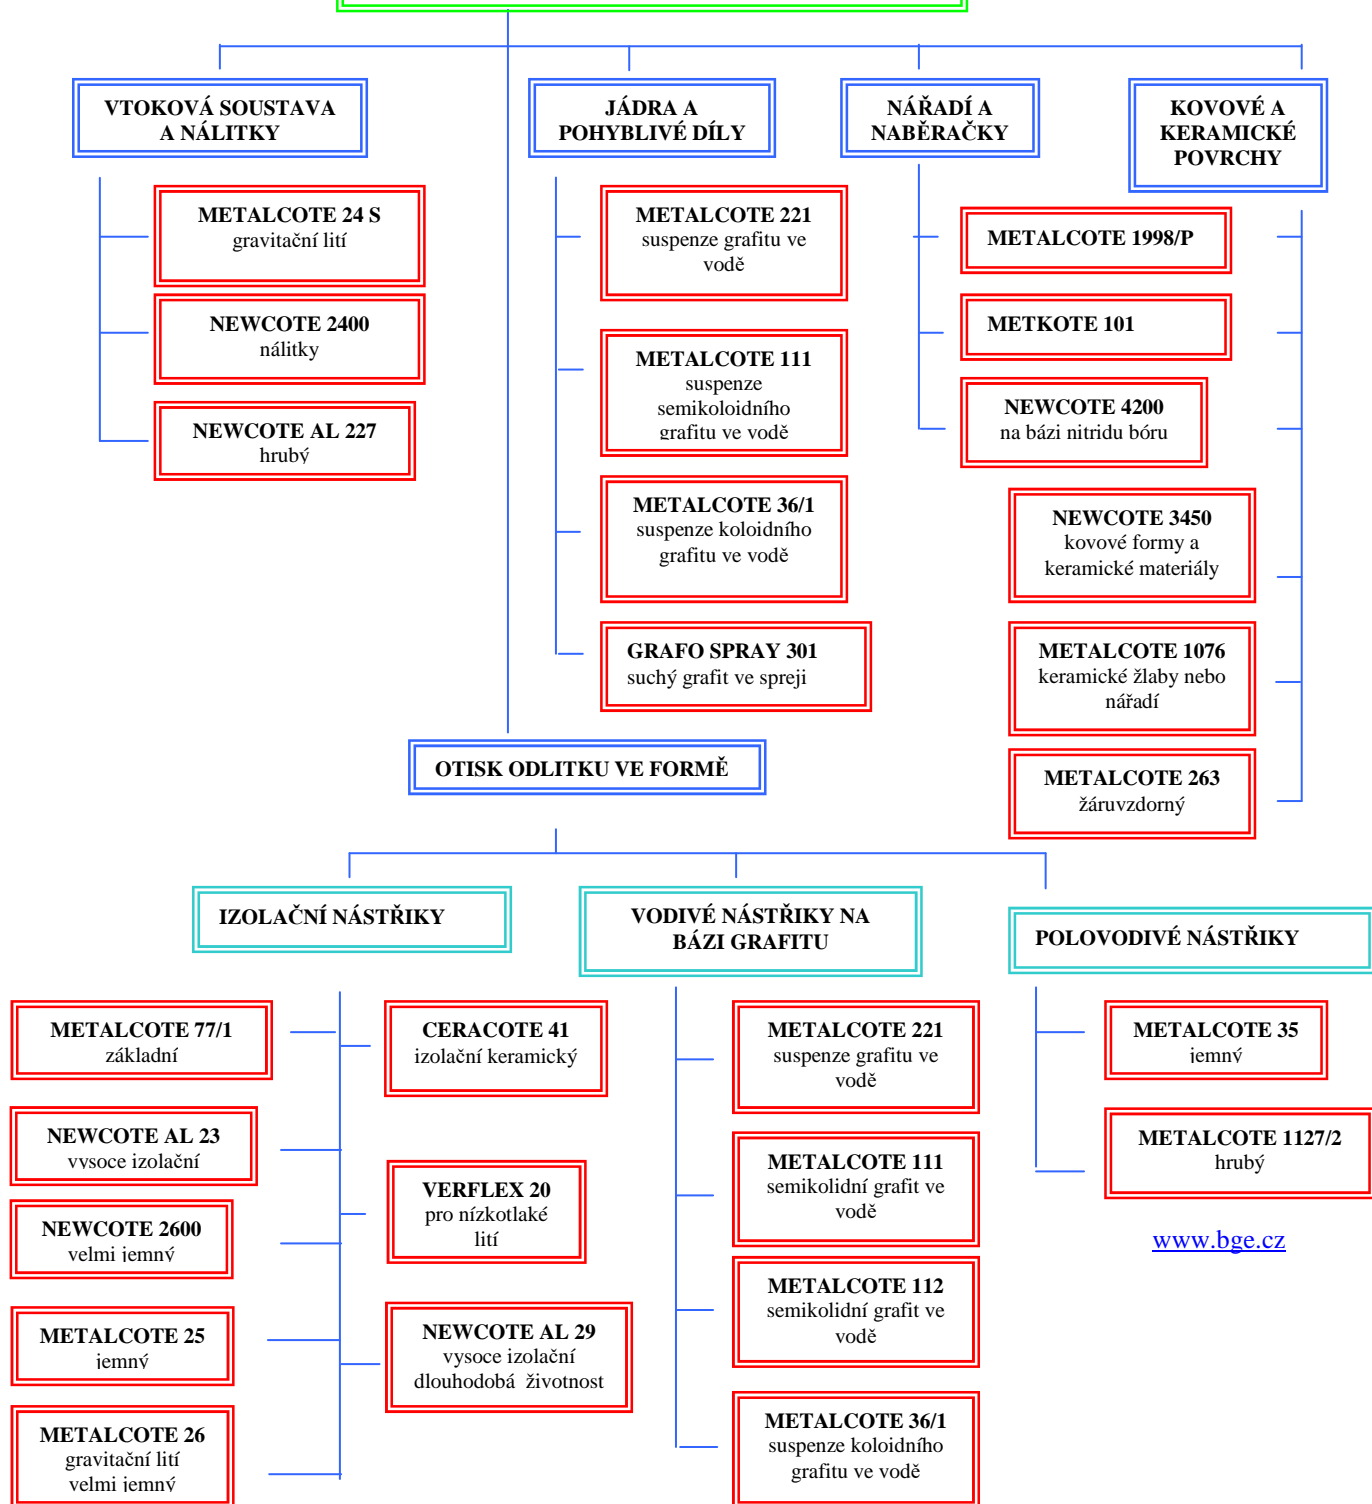 VTOKOVÁ SOUSTAVA
A NÁLITKY
JÁDRA A
POHYBLIVÉ DÍLY
NÁŘADÍ A
NABĚRAČKY
KOVOVÉ A
KERAMICKÉ
POVRCHY
METALCOTE 24 S
gravitační lití
NEWCOTE 2400
nálitky
NEWCOTE AL 227
hrubý
METALCOTE 221
suspenze grafitu ve
vodě
METALCOTE 111
suspenze
semikoloidního
grafitu ve vodě
METALCOTE 36/1
suspenze koloidního
grafitu ve vodě
GRAFO SPRAY 301
suchý grafit ve spreji
METALCOTE 1998/P
METKOTE 101
NEWCOTE 4200
na bázi nitridu bóru
NEWCOTE 3450
kovové formy a
keramické materiály
METALCOTE 1076
keramické žlaby nebo
nářadí
METALCOTE 263
žáruvzdorný
OTISK ODLITKU VE FORMĚ
IZOLAČNÍ NÁSTŘIKY
VODIVÉ NÁSTŘIKY NA
BÁZI GRAFITU
POLOVODIVÉ NÁSTŘIKY
METALCOTE 77/1
základní
NEWCOTE AL 23
vysoce izolační
NEWCOTE 2600
velmi jemný
METALCOTE 25
jemný
METALCOTE 26
gravitační lití
velmi jemný
CERACOTE 41
izolační keramický
VERFLEX 20
pro nízkotlaké
lití
NEWCOTE AL 29
vysoce izolační
dlouhodobá  životnost
METALCOTE 221
suspenze grafitu ve
vodě
METALCOTE 111
semikolidní grafit ve
vodě
METALCOTE 112
semikolidní grafit ve
vodě
METALCOTE 36/1
suspenze koloidního
grafitu ve vodě
METALCOTE 35
jemný
METALCOTE 1127/2
hrubý
www.bge.cz